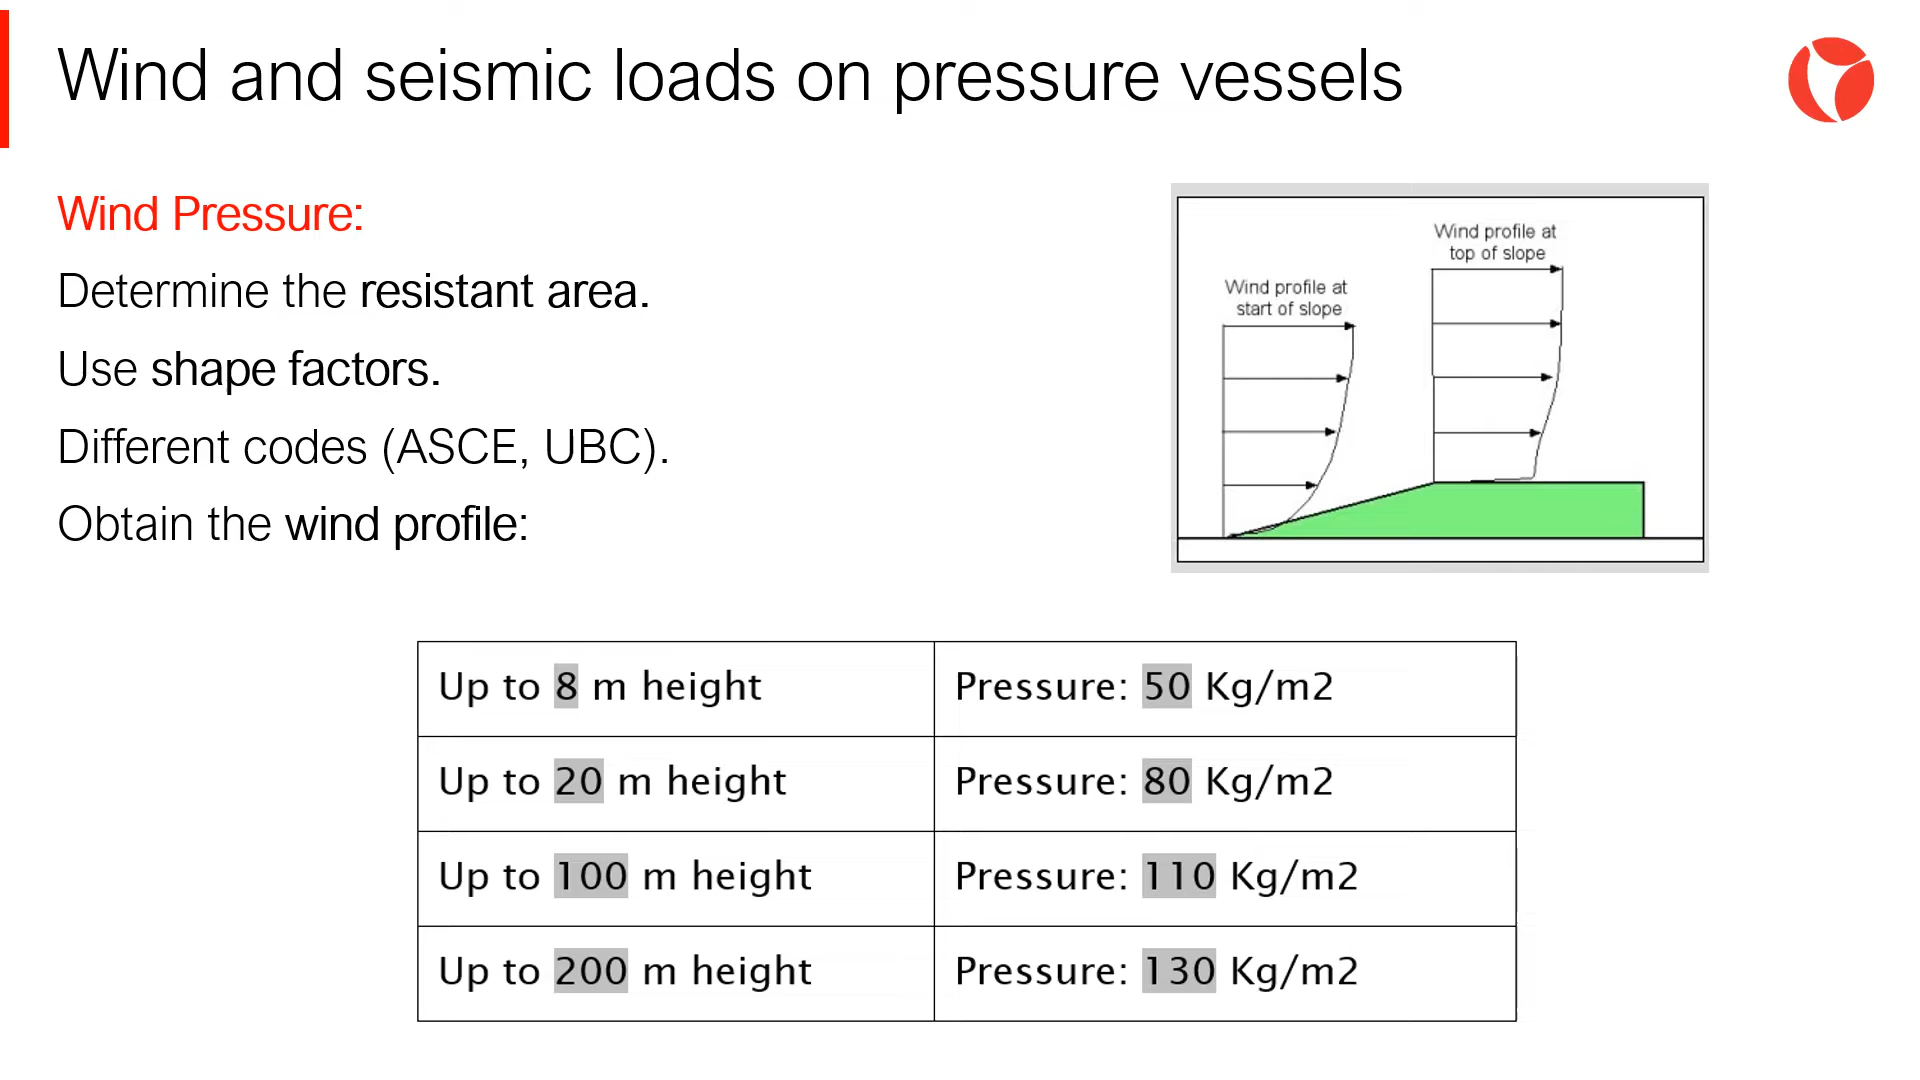 Wind and seismic loads on pressure vessels
Wind Pressure:
Determine the resistant area.
Use shape factors.
Different codes (ASCE, UBC).
Obtain the wind profile:
Wind profile at
top of slope
Wind profile at
start of slope
Up to 8 m height Pressure: 50 Kg/m2
Up to 20 m height Pressure: 80 Kg/m2
Up to 100 m height Pressure: 110 Kg/m2
Up to 200 m height Pressure: 130 Kg/m2